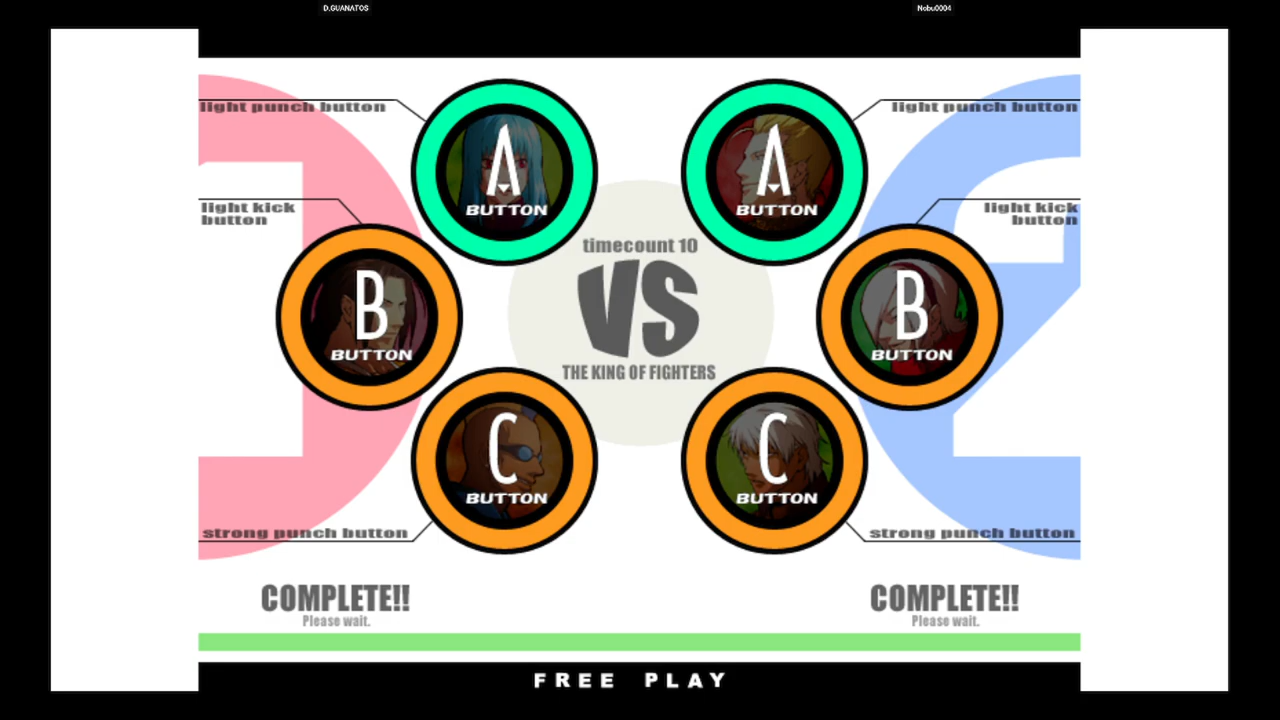 D.GUANATOS
Nobu0004
light punch button
light punch button
A
BUTTON
A
BUTTON
light kick
button
light kick
button
timecount 10
VS
THE KING OF FIGHTERS
B
BUTTON
B
BUTTON
C
BUTTON
C
BUTTON
strong punch button
strong punch button
COMPLETE!!
Please wait.
COMPLETE!!
Please wait.
FREE PLAY